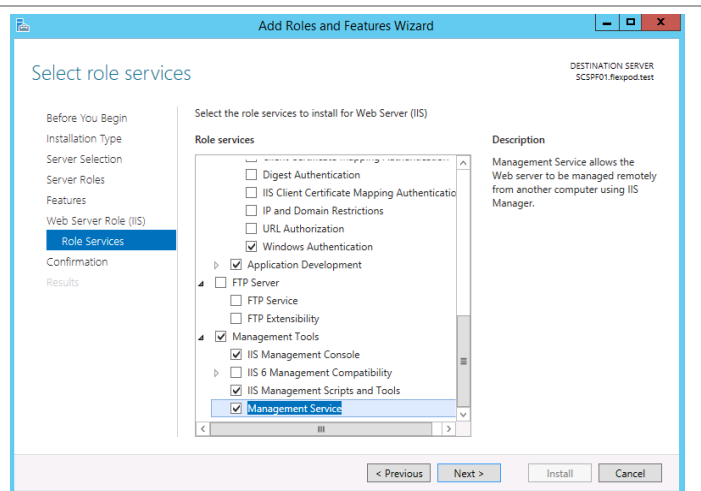 Add Roles and Features Wizard
Select role services
DESTINATION SERVER
SCSPF01.flexpod.test
Before You Begin
Installation Type
Server Selection
Server Roles
Features
Web Server Role (IIS)
Role Services
Confirmation
Results
Select the role services to install for Web Server (IIS)
Role services
Digest Authentication
IIS Client Certificate Mapping Authenticatio
IP and Domain Restrictions
URL Authorization
Windows Authentication
Application Development
FTP Server
FTP Service
FTP Extensibility
Management Tools
IIS Management Console
IIS 6 Management Compatibility
IIS Management Scripts and Tools
Management Service
Description
Management Service allows the
Web server to be managed remotely
from another computer using IIS
Manager.
< Previous
Next >
Install
Cancel